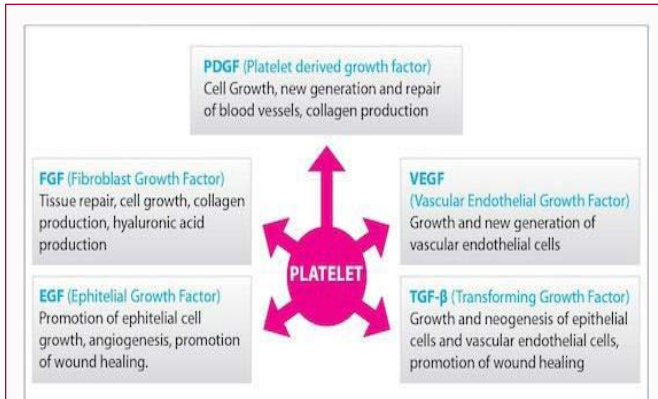 PDGF (Platelet derived growth factor)
Cell Growth, new generation and repair
of blood vessels, collagen production
FGF (Fibroblast Growth Factor)
Tissue repair, cell growth, collagen
production, hyaluronic acid
production
VEGF
(Vascular Endothelial Growth Factor)
Growth and new generation of
vascular endothelial cells
PLATELET
EGF (Ephitelial Growth Factor)
Promotion of ephitelial cell
growth, angiogenesis, promotion
of wound healing.
TGF-β (Transforming Growth Factor)
Growth and neogenesis of epithelial
cells and vascular endothelial cells,
promotion of wound healing